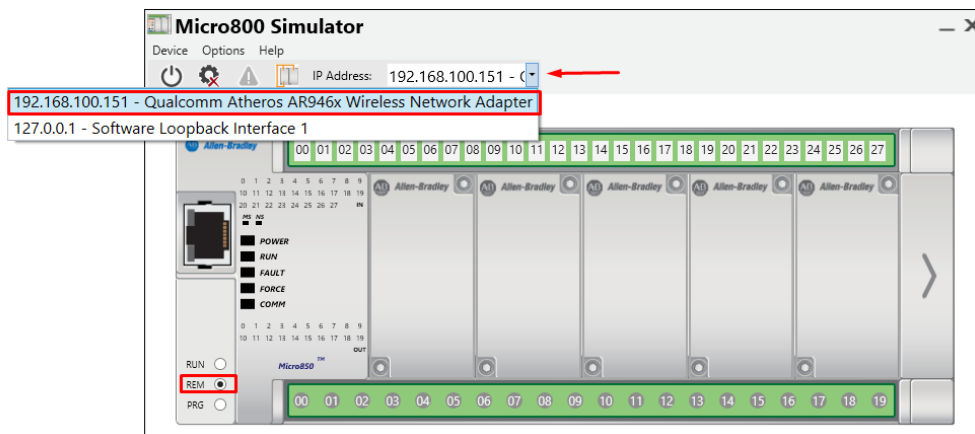 Micro800 Simulator
Device Options Help
IP Address: 192.168.100.151 - (
192.168.100.151 - Qualcomm Atheros AR946x Wireless Network Adapter
127.0.0.1 - Software Loopback Interface 1
AB Allen-Bradley
00 01 02 03 04 05 06 07 08 09 10 11 12 13 14 15 16 17 18 19 20 21 22 23 24 25 26 27
0 1 2 3 4 5 6 7 8 9
10 11 12 13 14 15 16 17 18 19
20 21 22 23 24 25 26 27 IN
AB Allen-Bradley AB Allen-Bradley AB Allen-Bradley AB Allen-Bradley AB Allen-Bradley
MS NS
POWER
RUN
FAULT
FORCE
COMM
0 1 2 3 4 5 6 7 8 9
10 11 12 13 14 15 16 17 18 19
OUT
Micro850 TM
RUN
REM
PRG
00 01 02 03 04 05 06 07 08 09 10 11 12 13 14 15 16 17 18 19